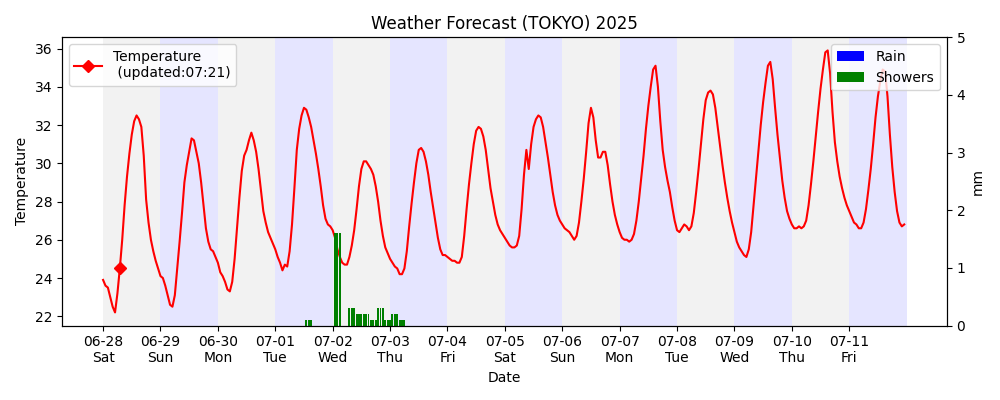 Weather Forecast (TOKYO) 2025
Temperature
(updated:07:21)
Rain
Showers
36
34
32
30
28
26
24
22
Temperature
5
4
3
2
1
0
mm
06-28 06-29 06-30 07-01 07-02 07-03 07-04 07-05 07-06 07-07 07-08 07-09 07-10 07-11
Sat Sun Mon Tue Wed Thu Fri Sat Sun Mon Tue Wed Thu Fri
Date